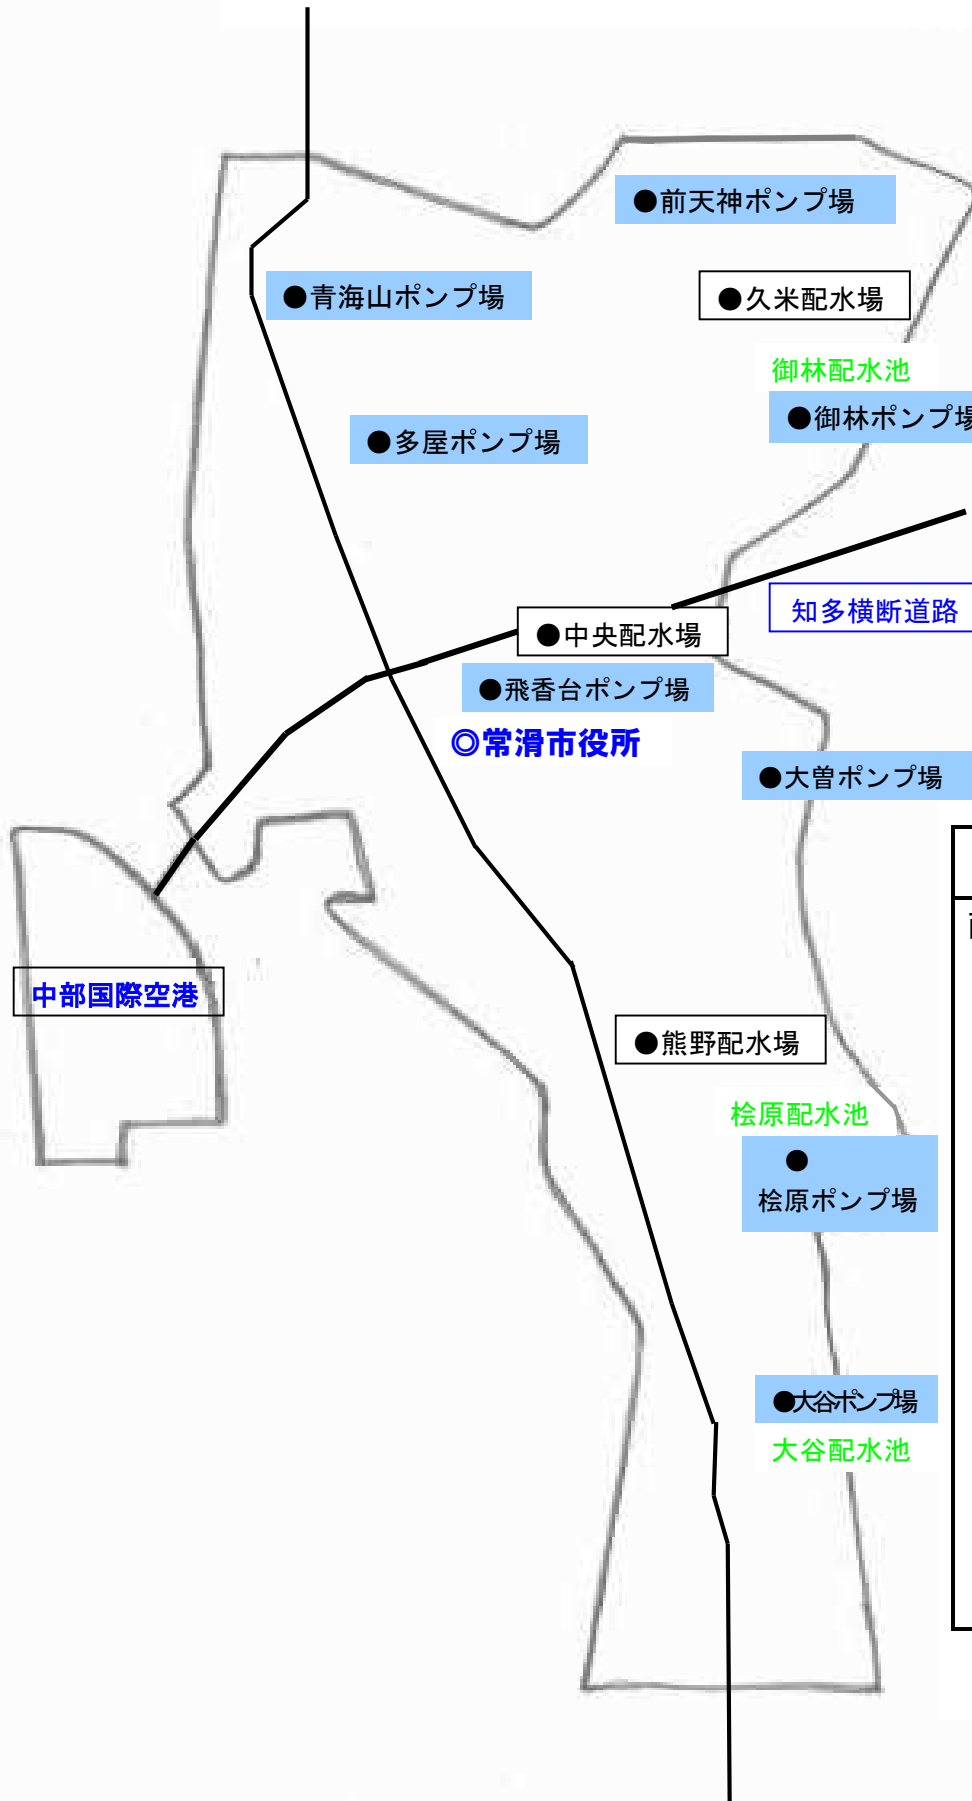 ●前天神ポンプ場
●青海山ポンプ場
●久米配水場
御林配水池
●御林ポンプ場
●多屋ポンプ場
知多横断道路
●中央配水場
●飛香台ポンプ場
◎常滑市役所
●大曽ポンプ場
中部国際空港
●熊野配水場
桧原配水池
●
桧原ポンプ場
●大谷ポンプ場
大谷配水池